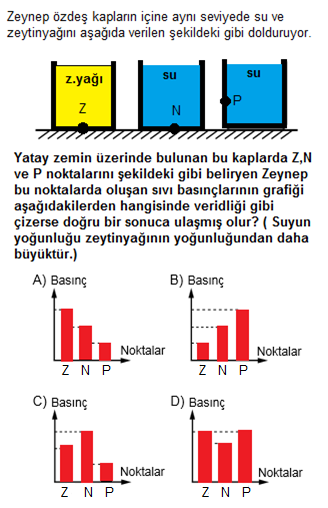 Zeynep özdeş kapların içine aynı seviyede su ve
zeytinyağını aşağıda verilen şekildeki gibi dolduruyor.
z.yağı su su
Z N P
Yatay zemin üzerinde bulunan bu kaplarda Z,N
ve P noktalarını şekildeki gibi beliryen Zeynep
bu noktalarda oluşan sıvı basınçlarının grafiği
aşağıdakilerden hangisinde veridliği gibi
çizerse doğru bir sonuca ulaşmış olur? ( Suyun
yoğunluğu zeytinyağının yoğunluğundan daha
büyüktür.)
A) Basınç
Noktalar
Z N P
B) Basınç
Noktalar
Z N P
C) Basınç
Noktalar
Z N P
D) Basınç
Noktalar
Z N P